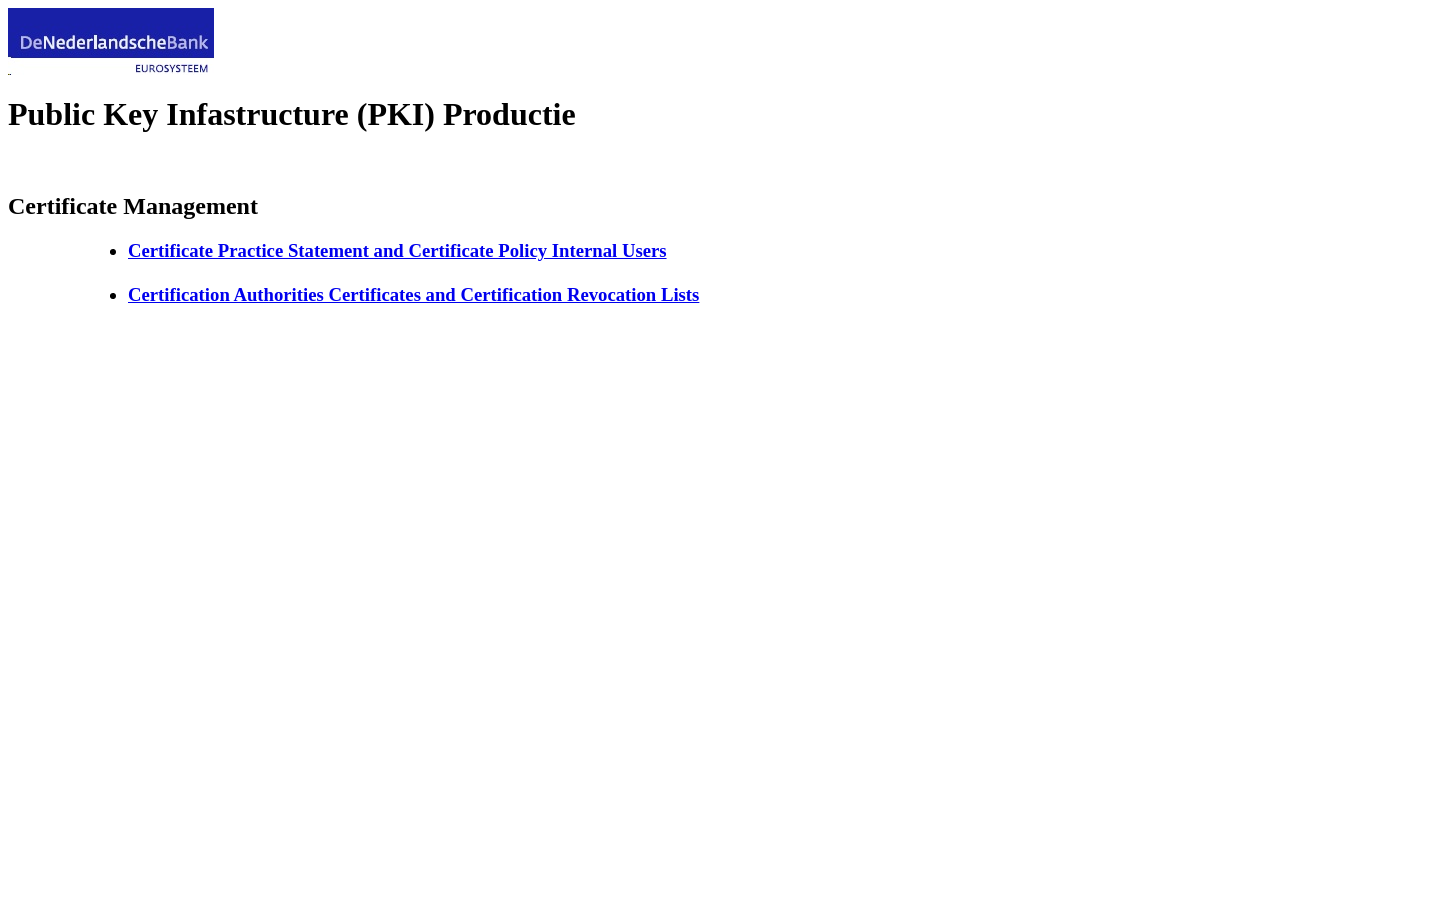 DeNederlandscheBank
EUROSYSTEEM
Public Key Infastructure (PKI) Productie
Certificate Management
Certificate Practice Statement and Certificate Policy Internal Users
Certification Authorities Certificates and Certification Revocation Lists